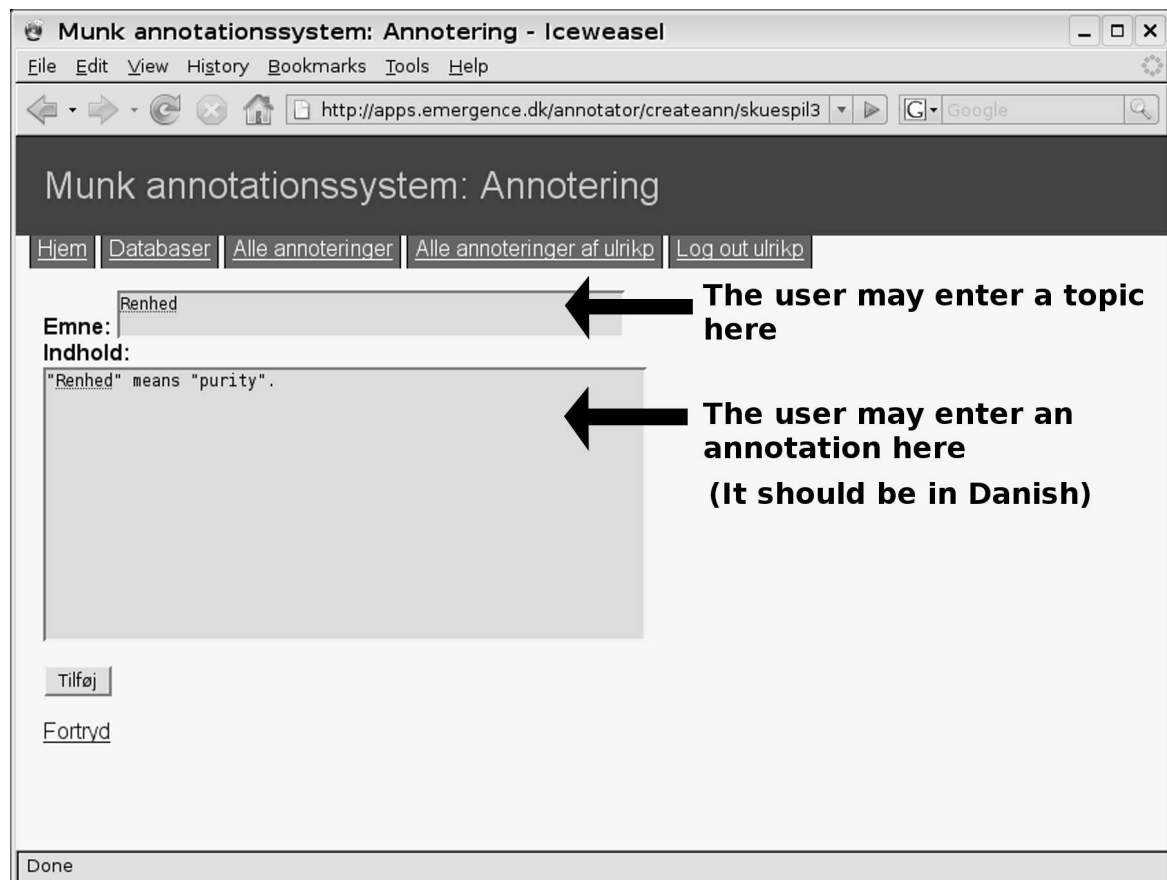 Munk annotationssystem: Annotering - Iceweasel
File Edit View History Bookmarks Tools Help
http://apps.emergence.dk/annotator/createann/skuespil3
G
Google
Munk annotationssystem: Annotering
Hjem Databaser Alle annoteringer Alle annoteringer af ulrikp Log out ulrikp
Emne: Renhed
The user may enter a topic
here
Indhold:
"Renhed" means "purity".
The user may enter an
annotation here
(It should be in Danish)
Tilføj
Fortryd
Done